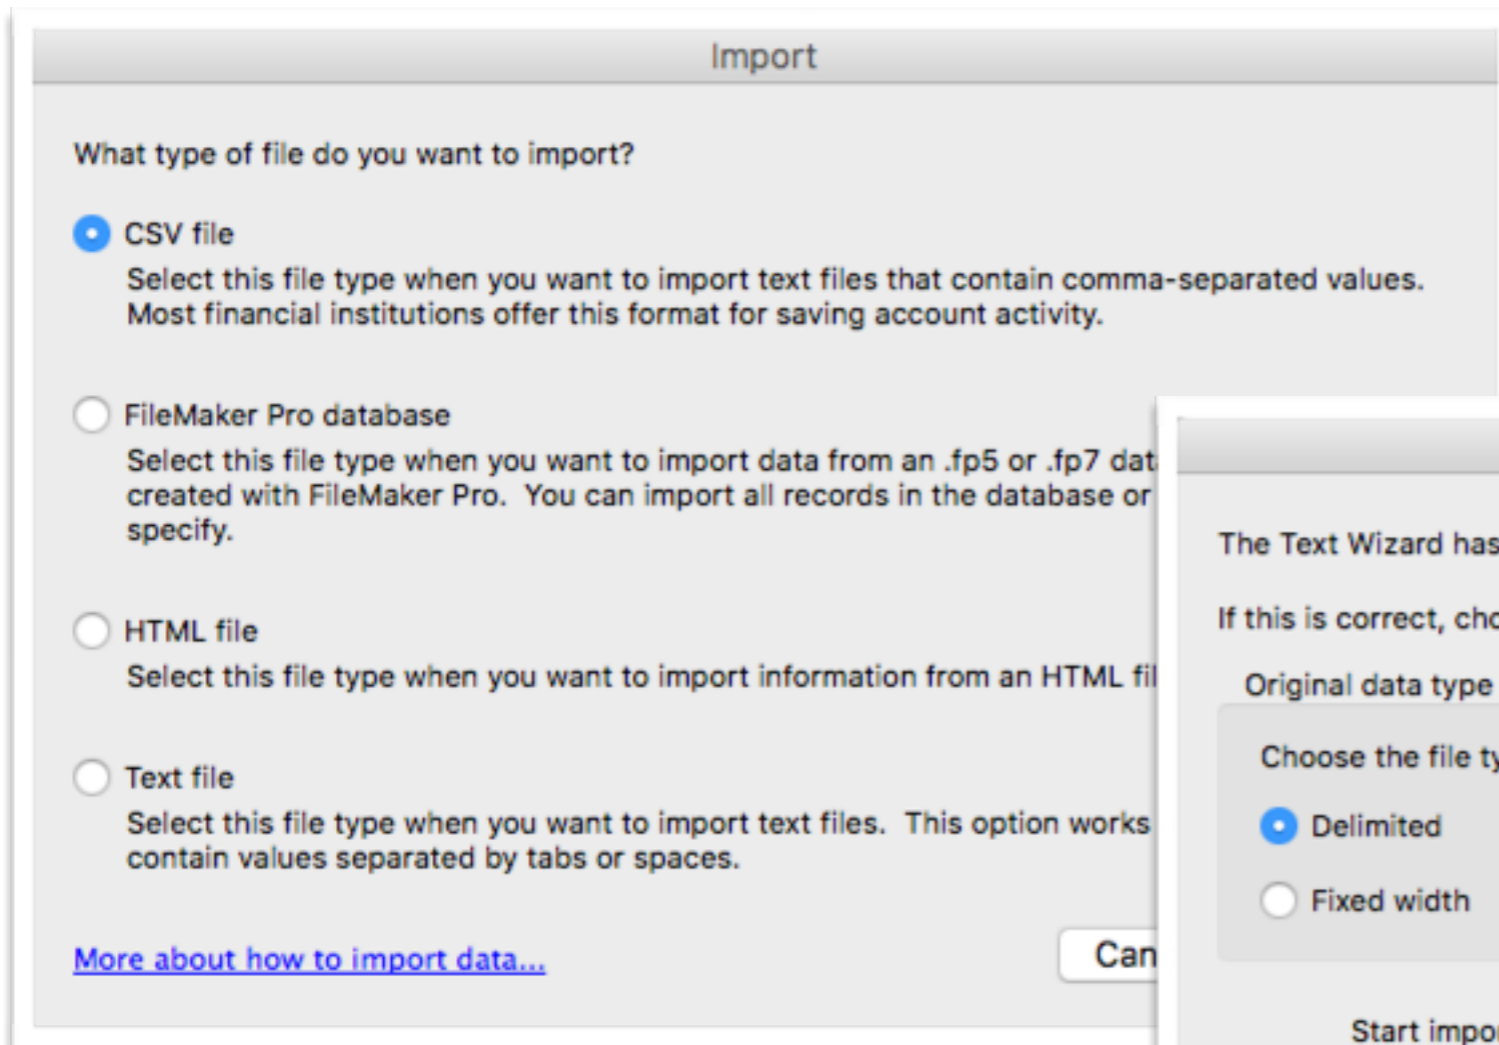 Import
What type of file do you want to import?
CSV file
Select this file type when you want to import text files that contain comma-separated values.
Most financial institutions offer this format for saving account activity.
FileMaker Pro database
Select this file type when you want to import data from an .fp5 or .fp7
created with FileMaker Pro.  You can import all records in the database or
specify.
HTML file
Select this file type when you want to import information from an HTML
Text file
Select this file type when you want to import text files.  This option works
contain values separated by tabs or spaces.
More about how to import data...
The Text Wizard has
If this is correct,
Original data type
Choose the file
Delimited
Fixed width
Start